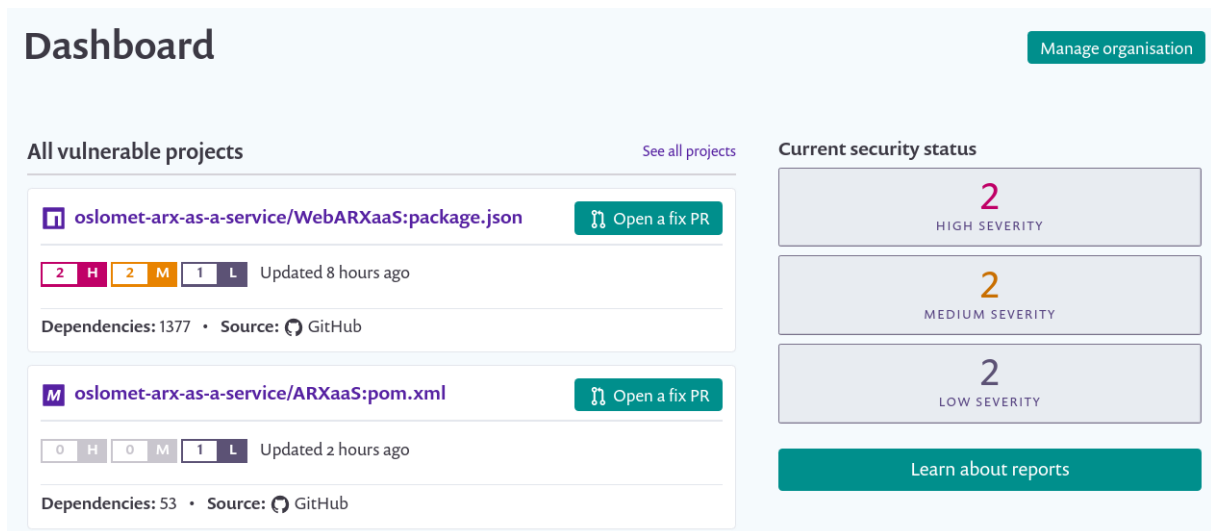 Dashboard
Manage organisation
All vulnerable projects
See all projects
oslomet-arx-as-a-service/WebARXaaS:package.json
Open a fix PR
2 H 2 M 1 L Updated 8 hours ago
Dependencies: 1377 • Source: GitHub
M oslomet-arx-as-a-service/ARXaaS:pom.xml
Open a fix PR
0 H 0 M 1 L Updated 2 hours ago
Dependencies: 53 • Source: GitHub
Current security status
2
HIGH SEVERITY
2
MEDIUM SEVERITY
2
LOW SEVERITY
Learn about reports